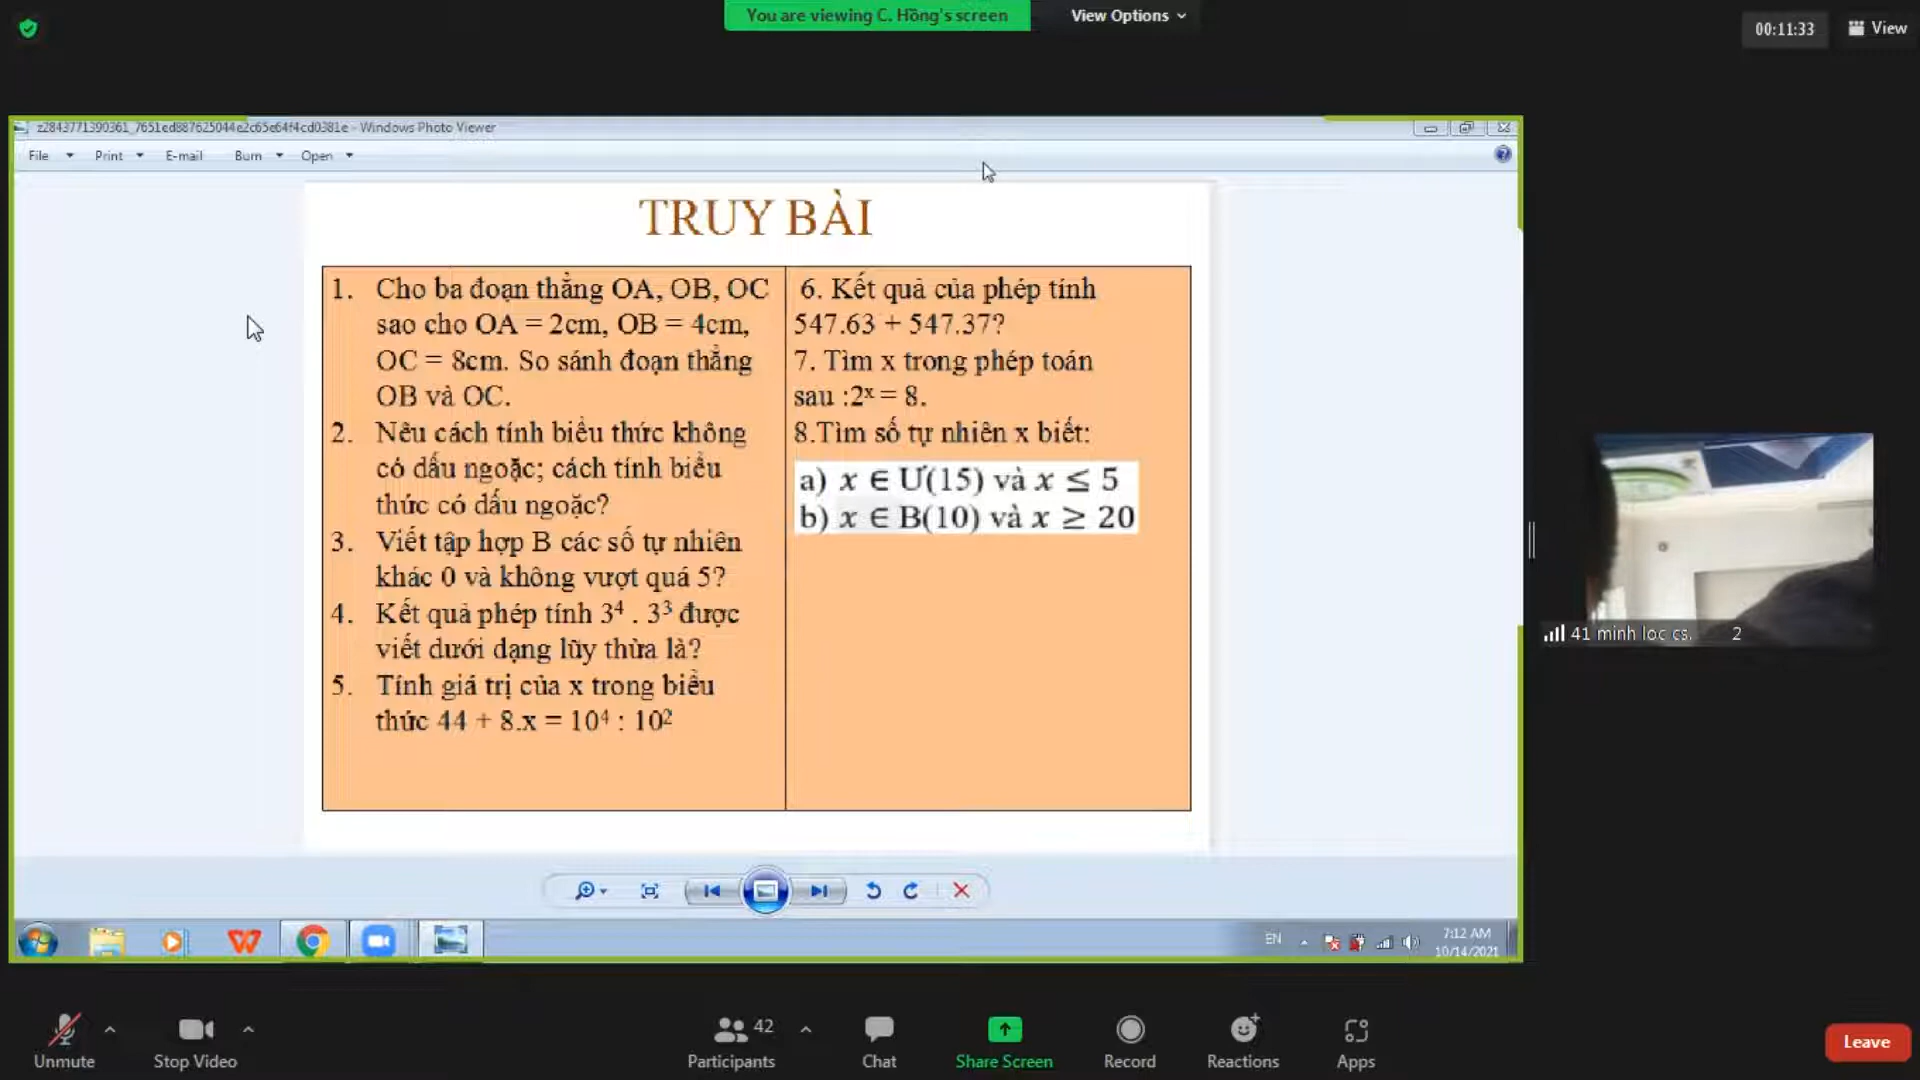 You are viewing C. Hồng's screen
View Options
00:11:33
View
z2843771390361_7651ed887625044e2c65e64f4cd0381e - Windows Photo Viewer
File
Print
E-mail
Burn
Open
TRUY BÀI
1. Cho ba đoạn thẳng OA, OB, OC
sao cho OA = 2cm, OB = 4cm,
OC = 8cm. So sánh đoạn thẳng
OB và OC.
2. Nêu cách tính biểu thức không
có dấu ngoặc; cách tính biểu
thức có dấu ngoặc?
3. Viết tập hợp B các số tự nhiên
khác 0 và không vượt quá 5?
4. Kết quả phép tính 3⁴ . 3³ được
viết dưới dạng lũy thừa là?
5. Tính giá trị của x trong biểu
thức 44 + 8.x = 10⁴ : 10²
6. Kết quả của phép tính
547.63 + 547.37?
7. Tìm x trong phép toán
sau :2ˣ = 8.
8.Tìm số tự nhiên x biết:
a) x ∈ Ư(15) và x ≤ 5
b) x ∈ B(10) và x ≥ 20
41 minh loc cs. 2
EN
7:12 AM
10/14/2021
Unmute
Stop Video
42
Participants
Chat
Share Screen
Record
Reactions
Apps
Leave